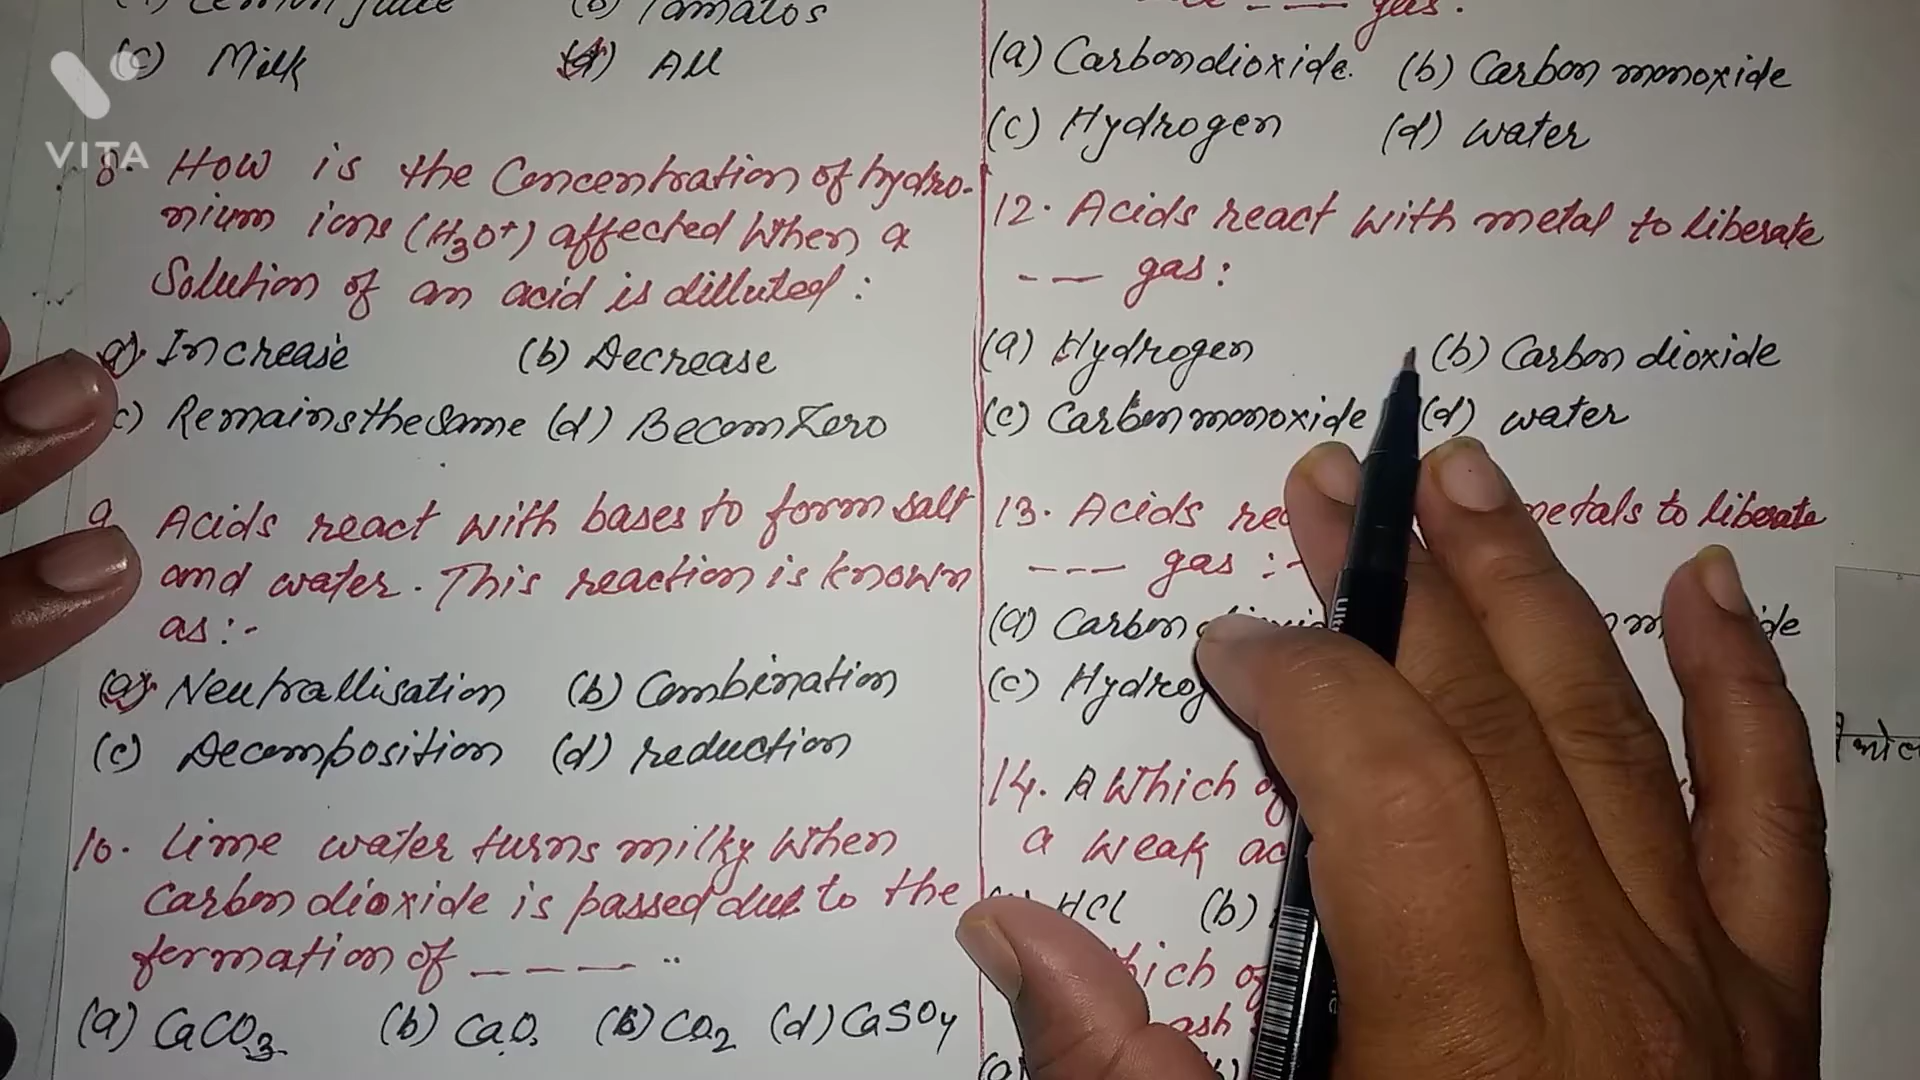 (b) Tamatos
(c) Milk (d) All
VITA
8. How is the Concentration of hydro-
nium ions (H3O+) affected when a
Solution of an acid is dilluted :
(a) Increase (b) Decrease
(c) Remains the Same (d) Becom Zero
9 Acids react with bases to form salt
and water. This reaction is known
as :-
(a) Neutrallisation (b) Combination
(c) Decomposition (d) reduction
10. Lime water turns milky when
Carbon dioxide is passed due to the
formation of ----
(a) CaCO3 (b) CaO (c) CO2 (d) CaSO4
--- gas.
(a) Carbondioxide. (b) Carbon monoxide
(c) Hydrogen (d) water
12. Acids react with metal to liberate
--- gas :
(a) Hydrogen (b) Carbon dioxide
(c) Carbon monoxide (d) water
13. Acids metals to liberate
--- gas :-
(a) Carbon
(c)
14. A Which
a weak
HCl (b)
ash